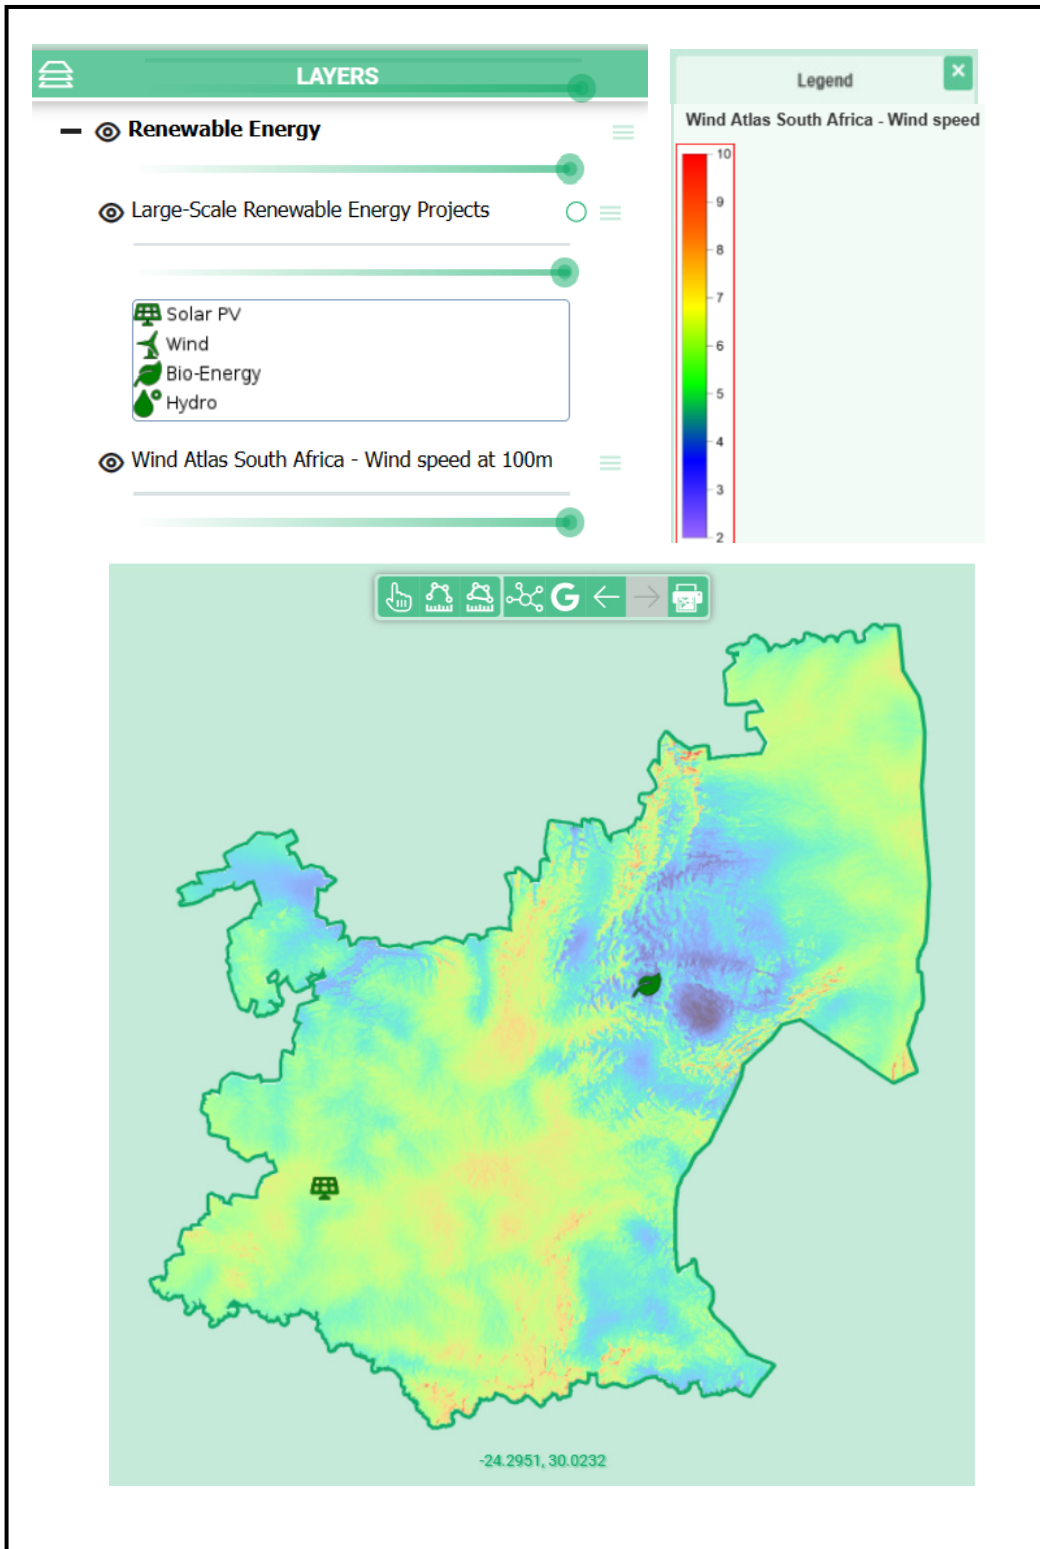 LAYERS
Renewable Energy
Large-Scale Renewable Energy Projects
Solar PV
Wind
Bio-Energy
Hydro
Wind Atlas South Africa - Wind speed at 100m
Legend
Wind Atlas South Africa - Wind speed
10
9
8
7
6
5
4
3
2
G
-24.2951, 30.0232